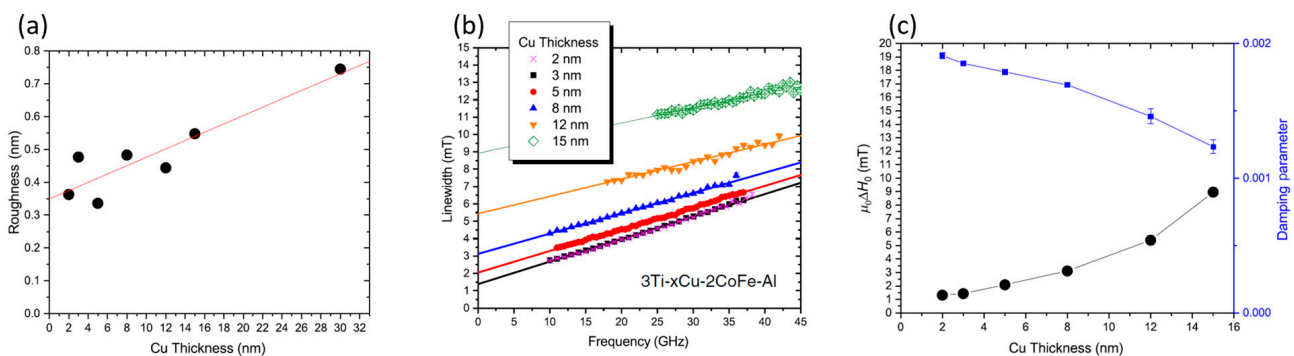 (a)
0.8
0.7
0.6
0.5
0.4
0.3
0.2
0.1
0.0
Roughness (nm)
0 2 4 6 8 10 12 14 16 18 20 22 24 26 28 30 32
Cu Thickness (nm)
(b)
Cu Thickness
2 nm
3 nm
5 nm
8 nm
12 nm
15 nm
15
14
13
12
11
10
9
8
7
6
5
4
3
2
1
0
Linewidth (mT)
3Ti-xCu-2CoFe-Al
0 5 10 15 20 25 30 35 40 45
Frequency (GHz)
(c)
20
19
18
17
16
15
14
13
12
11
10
9
8
7
6
5
4
3
2
1
0
μ0ΔH0 (mT)
0.002
0.001
0.000
Damping parameter
0 2 4 6 8 10 12 14 16
Cu Thickness (nm)